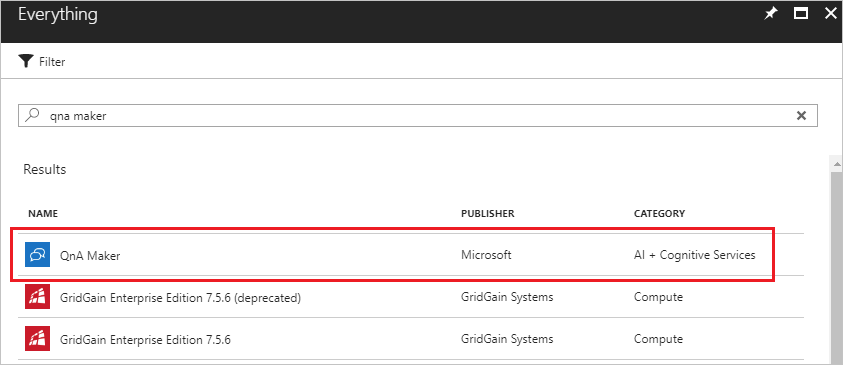 Everything
Filter
qna maker
Results
NAME PUBLISHER CATEGORY
QnA Maker Microsoft AI + Cognitive Services
GridGain Enterprise Edition 7.5.6 (deprecated) GridGain Systems Compute
GridGain Enterprise Edition 7.5.6 GridGain Systems Compute